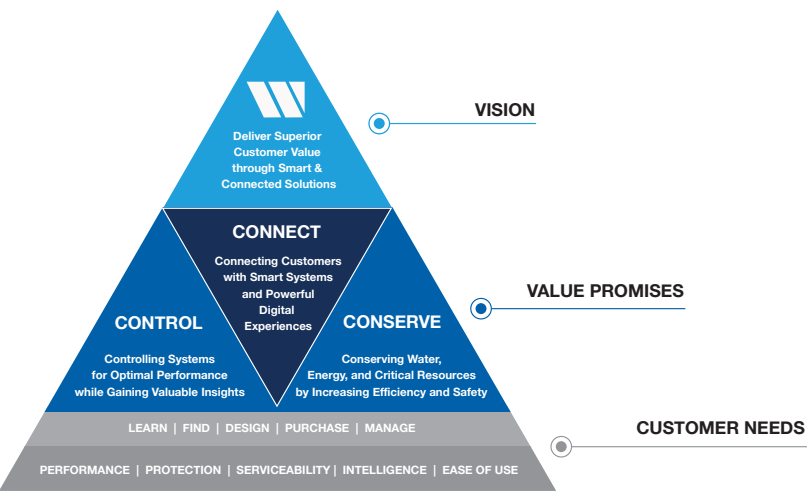 VISION
Deliver Superior
Customer Value
through Smart &
Connected Solutions
CONNECT
Connecting Customers
with Smart Systems
and Powerful
Digital
Experiences
VALUE PROMISES
CONTROL
Controlling Systems
for Optimal Performance
while Gaining Valuable Insights
CONSERVE
Conserving Water,
Energy, and Critical Resources
by Increasing Efficiency and Safety
CUSTOMER NEEDS
LEARN | FIND | DESIGN | PURCHASE | MANAGE
PERFORMANCE | PROTECTION | SERVICEABILITY | INTELLIGENCE | EASE OF USE